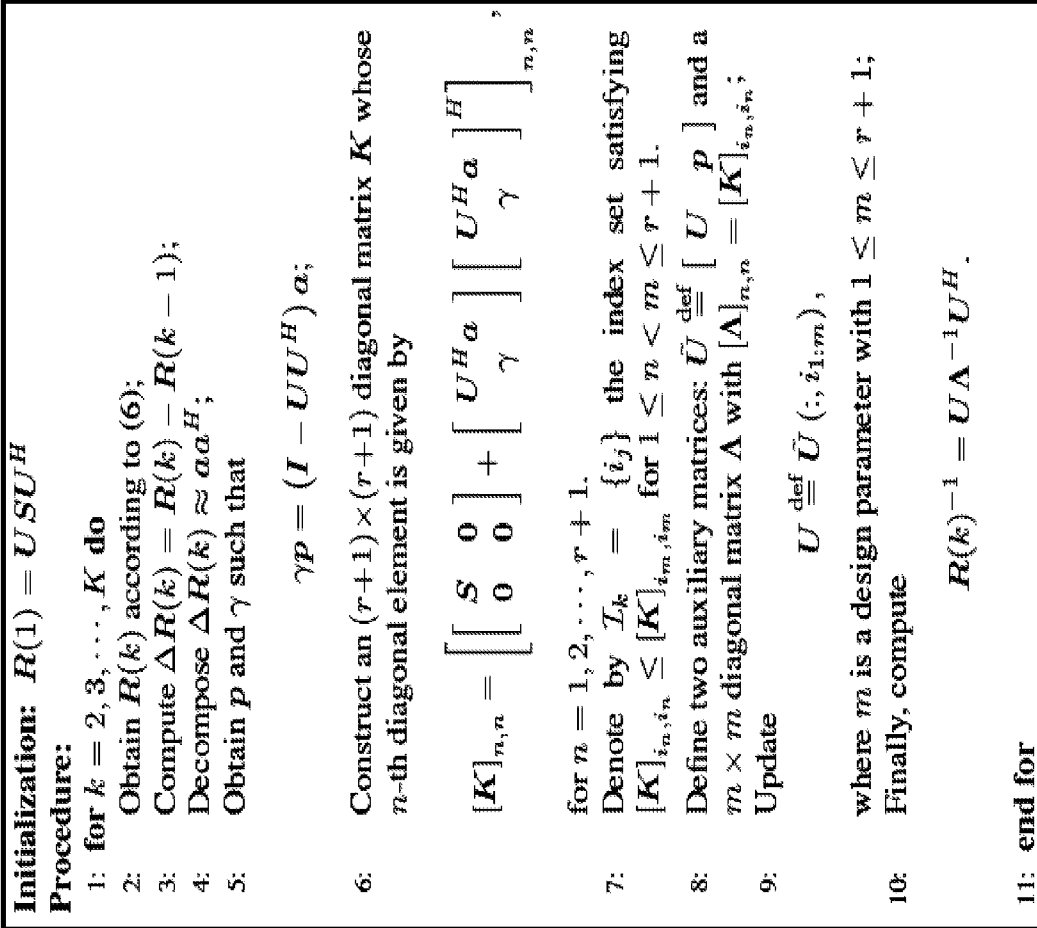 Initialization: R(1) = USU^H
Procedure:
1: for k = 2, 3, ⋯ , K do
2: Obtain R(k) according to (6);
3: Compute ΔR(k) = R(k) − R(k − 1);
4: Decompose ΔR(k) ≈ aa^H;
5: Obtain p and γ such that
γp = (I − UU^H) a;
6: Construct an (r+1)×(r+1) diagonal matrix K whose
n-th diagonal element is given by
[K]_{n,n} = [ [ S 0 ; 0 0 ] + [ U^H a ; γ ] [ U^H a ; γ ]^H ]_{n,n} ,
for n = 1, 2, ⋯ , r + 1.
7: Denote by I_k = {i_j} the index set satisfying
[K]_{i_n,i_n} ≤ [K]_{i_m,i_m} for 1 ≤ n < m ≤ r + 1.
8: Define two auxiliary matrices: Ũ def= [ U p ] and a
m × m diagonal matrix Λ with [Λ]_{n,n} = [K]_{i_n,i_n};
9: Update
U def= Ũ (:, i_{1:m}) ,
where m is a design parameter with 1 ≤ m ≤ r + 1;
10: Finally, compute
R(k)^{−1} = UΛ^{−1}U^H .
11: end for